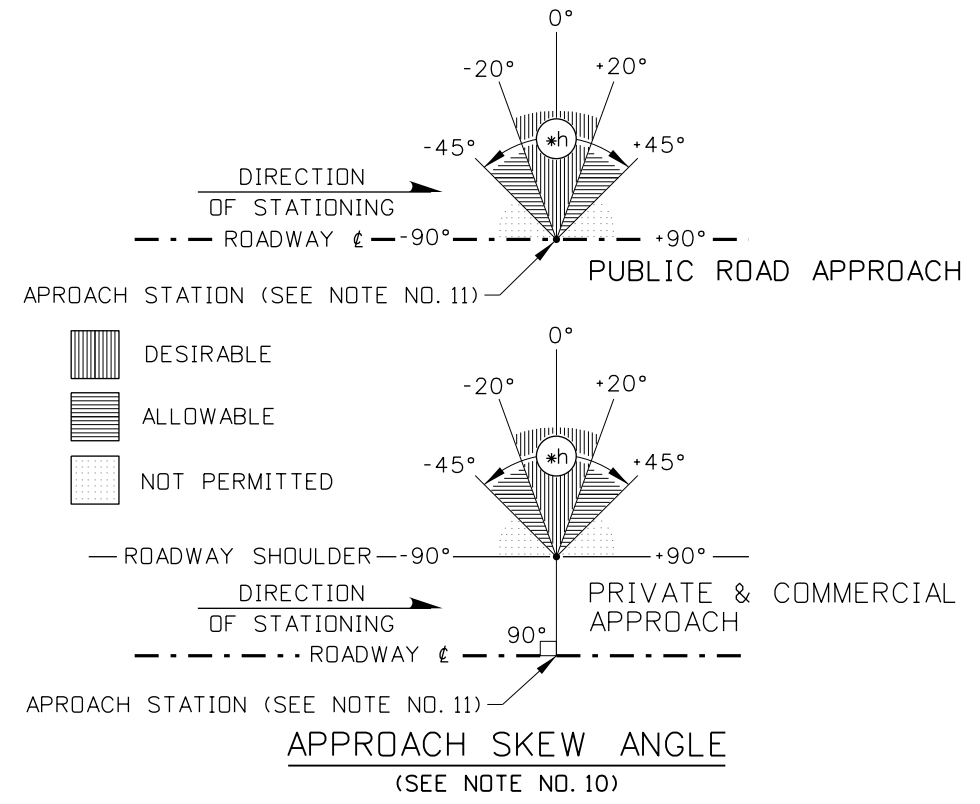 0°
-20° +20°
*h
-45° +45°
DIRECTION
OF STATIONING
ROADWAY ℄ -90° +90°
PUBLIC ROAD APPROACH
APROACH STATION (SEE NOTE NO. 11)
DESIRABLE
ALLOWABLE
NOT PERMITTED
0°
-20° +20°
*h
-45° +45°
ROADWAY SHOULDER -90° +90°
DIRECTION
OF STATIONING
PRIVATE & COMMERCIAL
APPROACH
90°
ROADWAY ℄
APROACH STATION (SEE NOTE NO. 11)
APPROACH SKEW ANGLE
(SEE NOTE NO. 10)